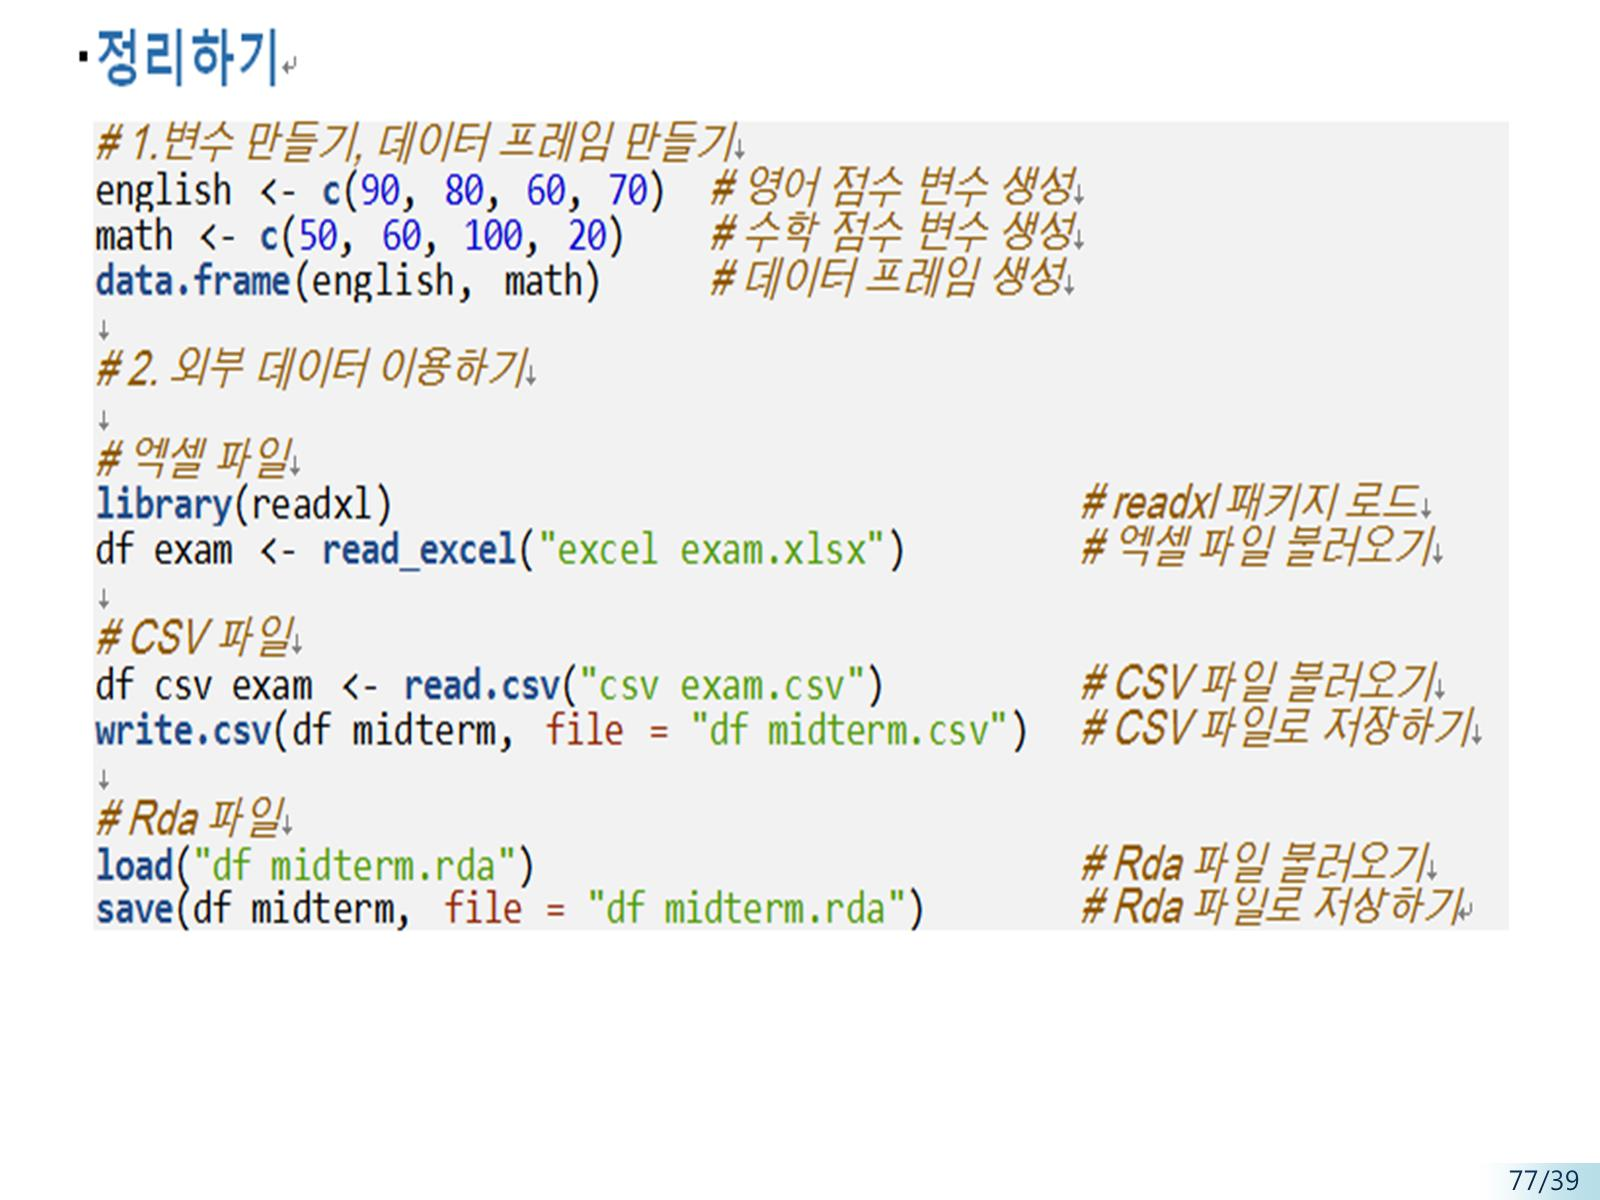 정리하기
# 1.변수 만들기, 데이터 프레임 만들기
english <- c(90, 80, 60, 70) # 영어 점수 변수 생성
math <- c(50, 60, 100, 20) # 수학 점수 변수 생성
data.frame(english, math) # 데이터 프레임 생성
# 2. 외부 데이터 이용하기
# 엑셀 파일
library(readxl) # readxl 패키지 로드
df exam <- read_excel("excel exam.xlsx") # 엑셀 파일 불러오기
# CSV 파일
df csv exam <- read.csv("csv exam.csv") # CSV 파일 불러오기
write.csv(df midterm, file = "df midterm.csv") # CSV 파일로 저장하기
# Rda 파일
load("df midterm.rda") # Rda 파일 불러오기
save(df midterm, file = "df midterm.rda") # Rda 파일로 저장하기
77/39